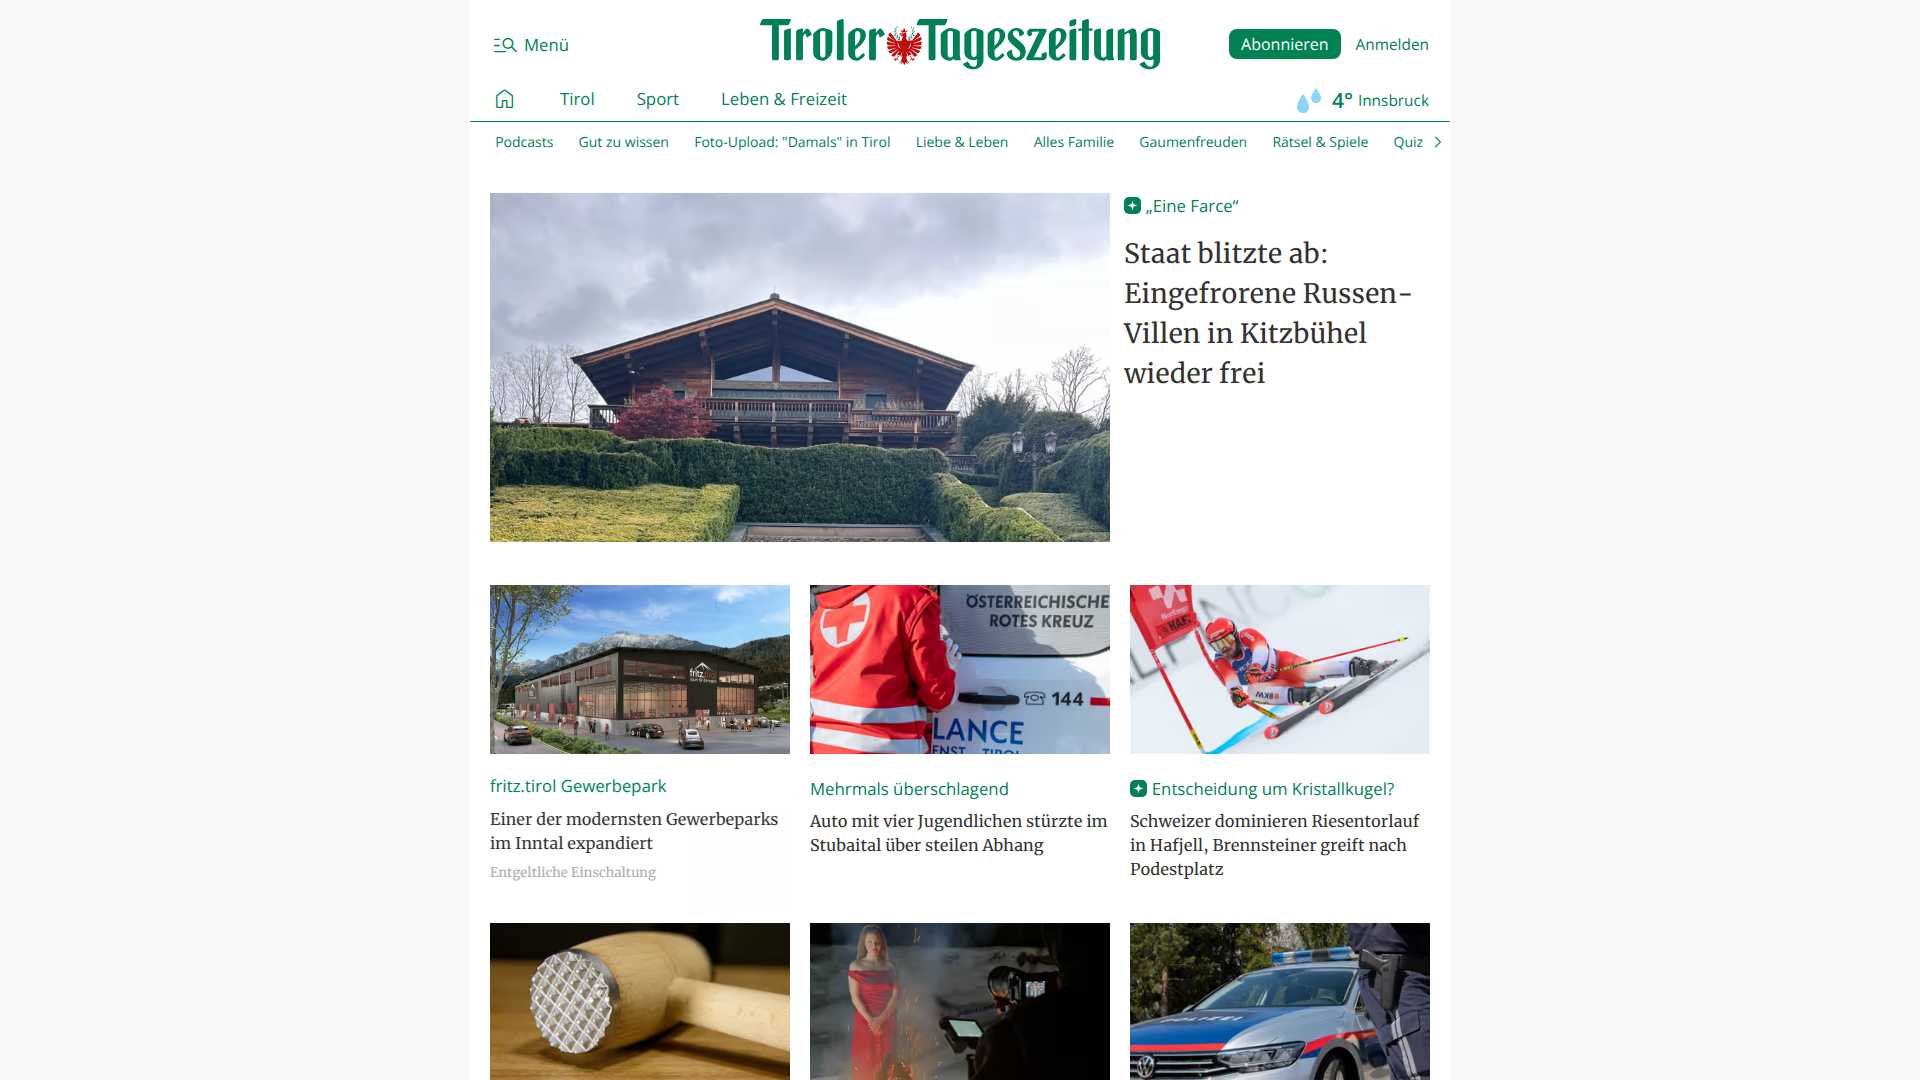 Menü
Tiroler Tageszeitung
Abonnieren
Anmelden
Tirol
Sport
Leben & Freizeit
4° Innsbruck
Podcasts
Gut zu wissen
Foto-Upload: "Damals" in Tirol
Liebe & Leben
Alles Familie
Gaumenfreuden
Rätsel & Spiele
Quiz
„Eine Farce“
Staat blitzte ab:
Eingefrorene Russen-
Villen in Kitzbühel
wieder frei
fritz.tirol
ÖSTERREICHISCHE
ROTES KREUZ
144
LANCE
ENST TIROL
HAF
BKW
fritz.tirol Gewerbepark
Einer der modernsten Gewerbeparks
im Inntal expandiert
Entgeltliche Einschaltung
Mehrmals überschlagend
Auto mit vier Jugendlichen stürzte im
Stubaital über steilen Abhang
Entscheidung um Kristallkugel?
Schweizer dominieren Riesentorlauf
in Hafjell, Brennsteiner greift nach
Podestplatz
POLIZEI